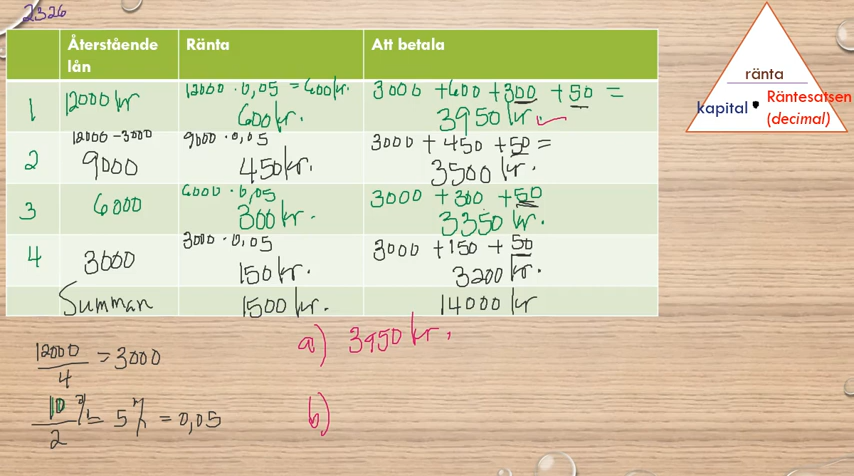 2326
Återstående lån
Ränta
Att betala
1
12000 kr
12000 · 0,05 = 600 kr.
600 kr.
3000 + 600 + 300 + 50 =
3950 kr.
2
12000 - 3000
9000
9000 · 0,05
450 kr.
3000 + 450 + 50 =
3500 kr.
3
6000
6000 · 0,05
300 kr.
3000 + 300 + 50
3350 kr.
4
3000
3000 · 0,05
150 kr.
3000 + 150 + 50
3200 kr.
Summan
1500 kr.
14000 kr
12000/4 = 3000
10%/2 = 5% = 0,05
a) 3950 kr.
b)
ränta
kapital • Räntesatsen
(decimal)